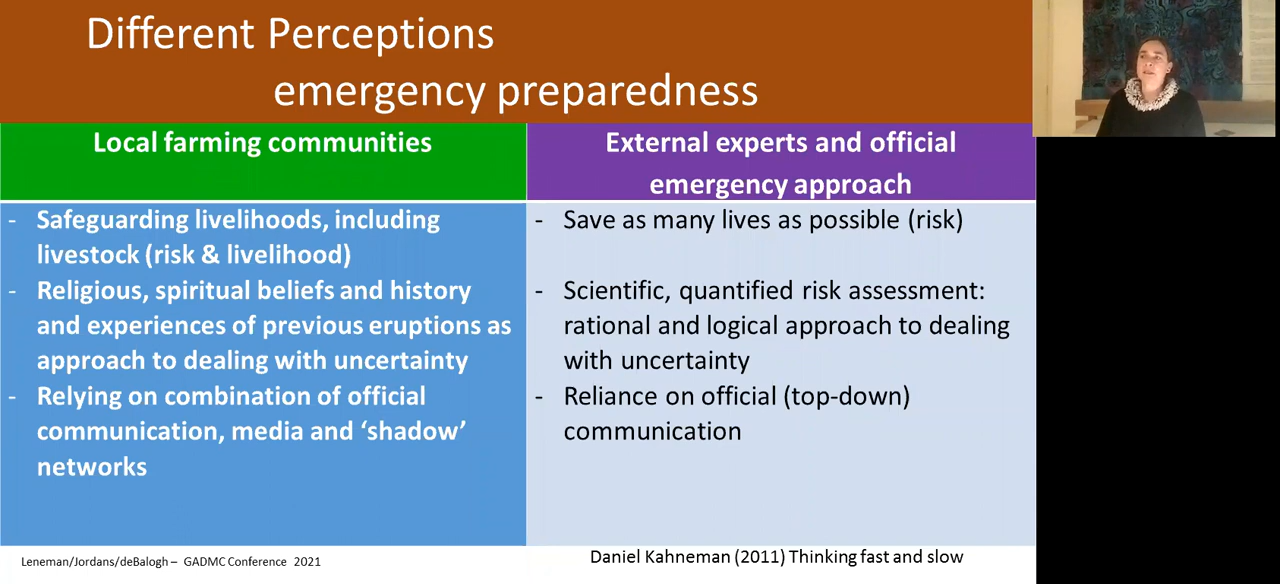 Different Perceptions
emergency preparedness
Local farming communities
External experts and official
emergency approach
- Safeguarding livelihoods, including
livestock (risk & livelihood)
- Religious, spiritual beliefs and history
and experiences of previous eruptions as
approach to dealing with uncertainty
- Relying on combination of official
communication, media and ‘shadow’
networks
- Save as many lives as possible (risk)
- Scientific, quantified risk assessment:
rational and logical approach to dealing
with uncertainty
- Reliance on official (top-down)
communication
Leneman/Jordans/deBalogh – GADMC Conference 2021
Daniel Kahneman (2011) Thinking fast and slow